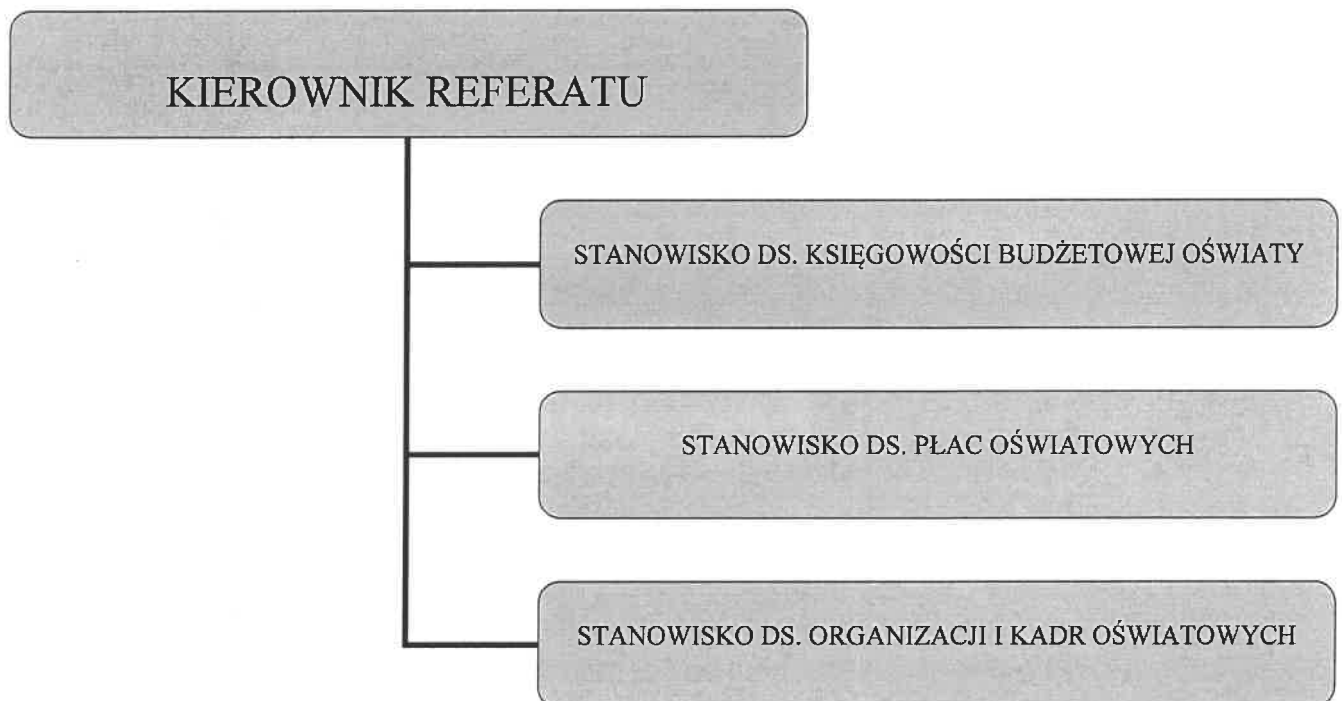 KIEROWNIK REFERATU
STANOWISKO DS. KSIĘGOWOŚCI BUDŻETOWEJ OŚWIATY
STANOWISKO DS. PŁAC OŚWIATOWYCH
STANOWISKO DS. ORGANIZACJI I KADR OŚWIATOWYCH